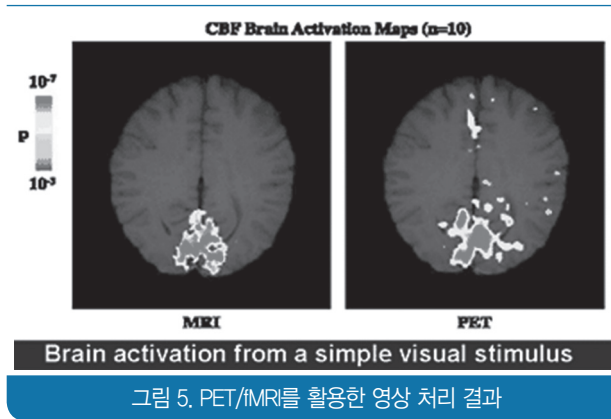 CBF Brain Activation Maps (n=10)
10-7
P
10-3
MRI
PET
Brain activation from a simple visual stimulus
그림 5. PET/fMRI를 활용한 영상 처리 결과